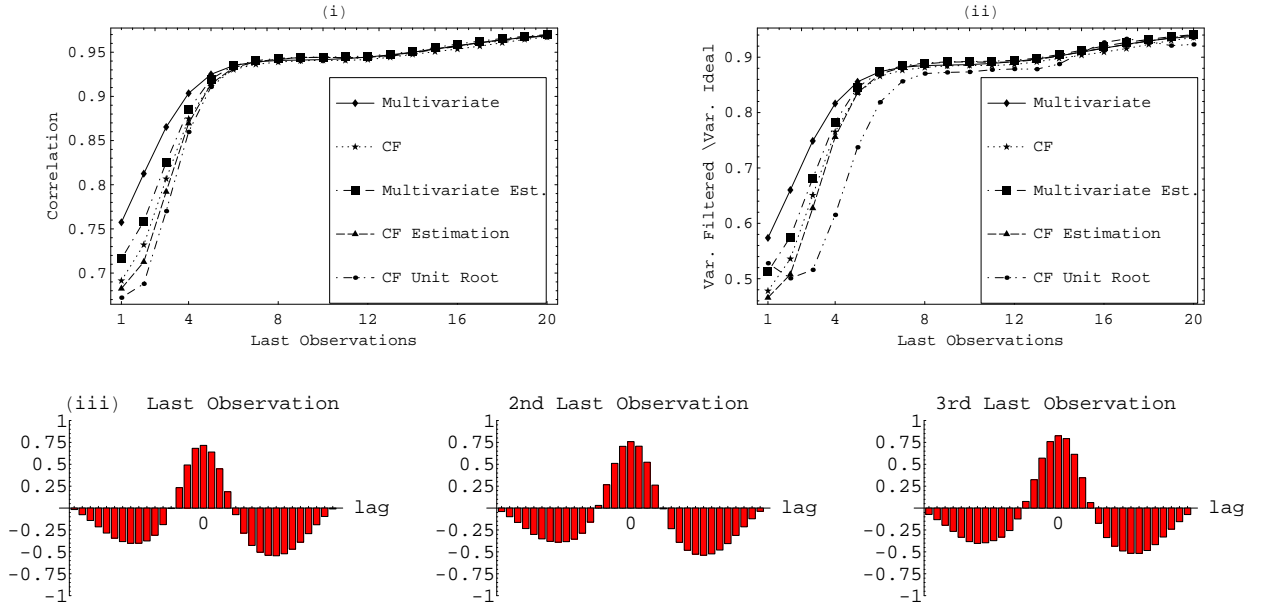 (i)
0.95
0.9
0.85
0.8
0.75
0.7
Correlation
Multivariate
CF
Multivariate Est.
CF Estimation
CF Unit Root
1 4 8 12 16 20
Last Observations
(ii)
0.9
0.8
0.7
0.6
0.5
Var. Filtered \Var. Ideal
Multivariate
CF
Multivariate Est.
CF Estimation
CF Unit Root
1 4 8 12 16 20
Last Observations
(iii) Last Observation
1
0.75
0.5
0.25
-0.25
-0.5
-0.75
-1
0
lag
2nd Last Observation
1
0.75
0.5
0.25
-0.25
-0.5
-0.75
-1
0
lag
3rd Last Observation
1
0.75
0.5
0.25
-0.25
-0.5
-0.75
-1
0
lag